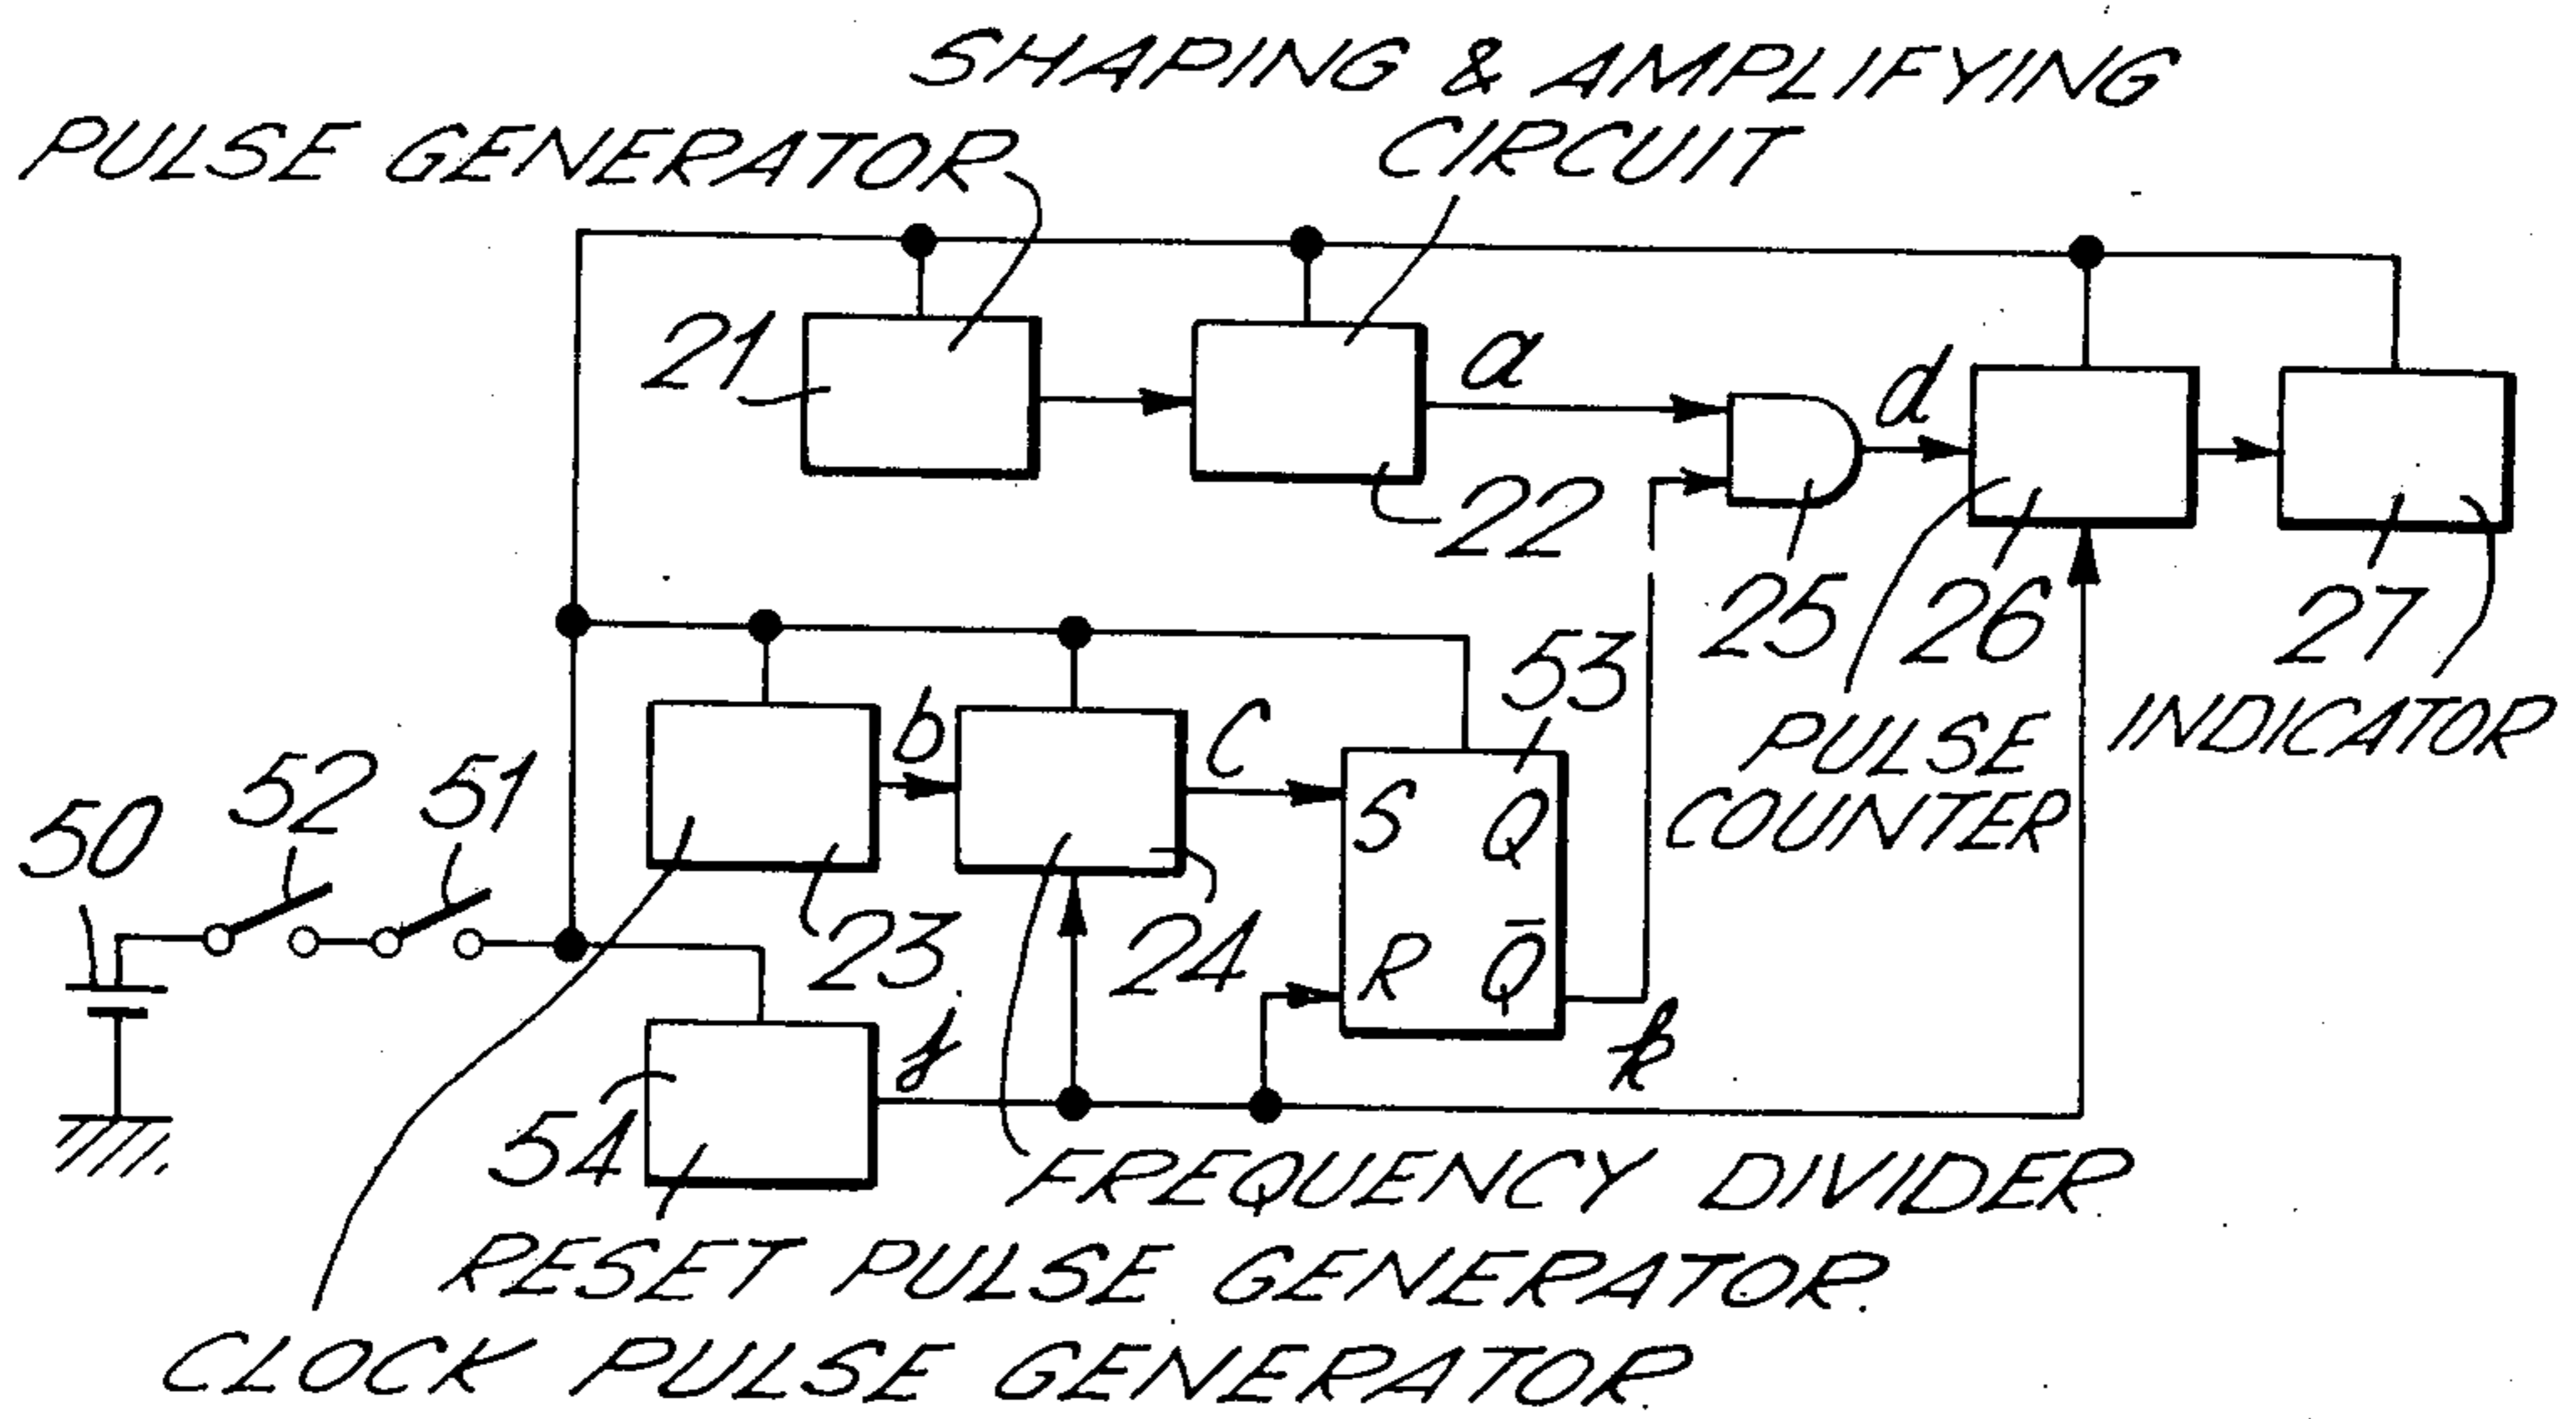 SHAPING & AMPLIFYING
CIRCUIT
PULSE GENERATOR
21
22
a
d
25
26
27
PULSE
COUNTER
INDICATOR
50
52
51
b
c
53
S
Q
R
Q̄
23
24
54
j
k
FREQUENCY DIVIDER
RESET PULSE GENERATOR
CLOCK PULSE GENERATOR